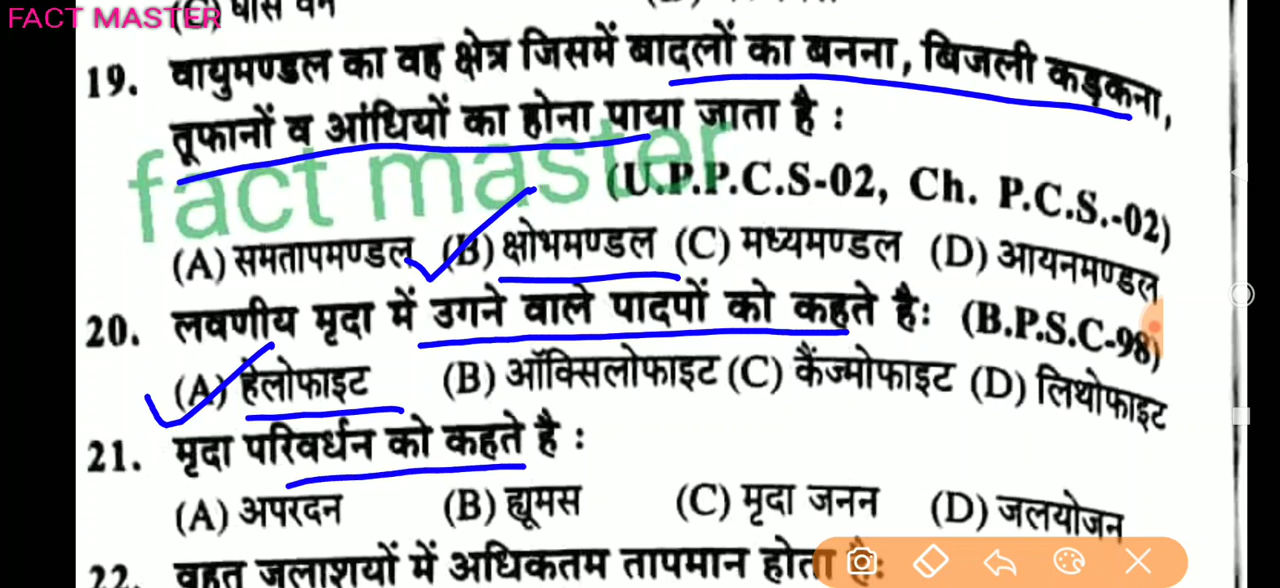 FACT MASTER
(C) घास वन
19. वायुमण्डल का वह क्षेत्र जिसमें बादलों का बनना, बिजली कड़कना,
तूफानों व आंधियों का होना पाया जाता है :
fact master
(U.P.P.C.S-02, Ch. P.C.S.-02)
(A) समतापमण्डल (B) क्षोभमण्डल (C) मध्यमण्डल (D) आयनमण्डल
20. लवणीय मृदा में उगने वाले पादपों को कहते है: (B.P.S.C-98)
(A) हेलोफाइट (B) ऑक्सिलोफाइट (C) कैंज्मोफाइट (D) लिथोफाइट
21. मृदा परिवर्धन को कहते है :
(A) अपरदन (B) ह्यूमस (C) मृदा जनन (D) जलयोजन
22. वृहत जलाशयों में अधिकतम तापमान होता है: